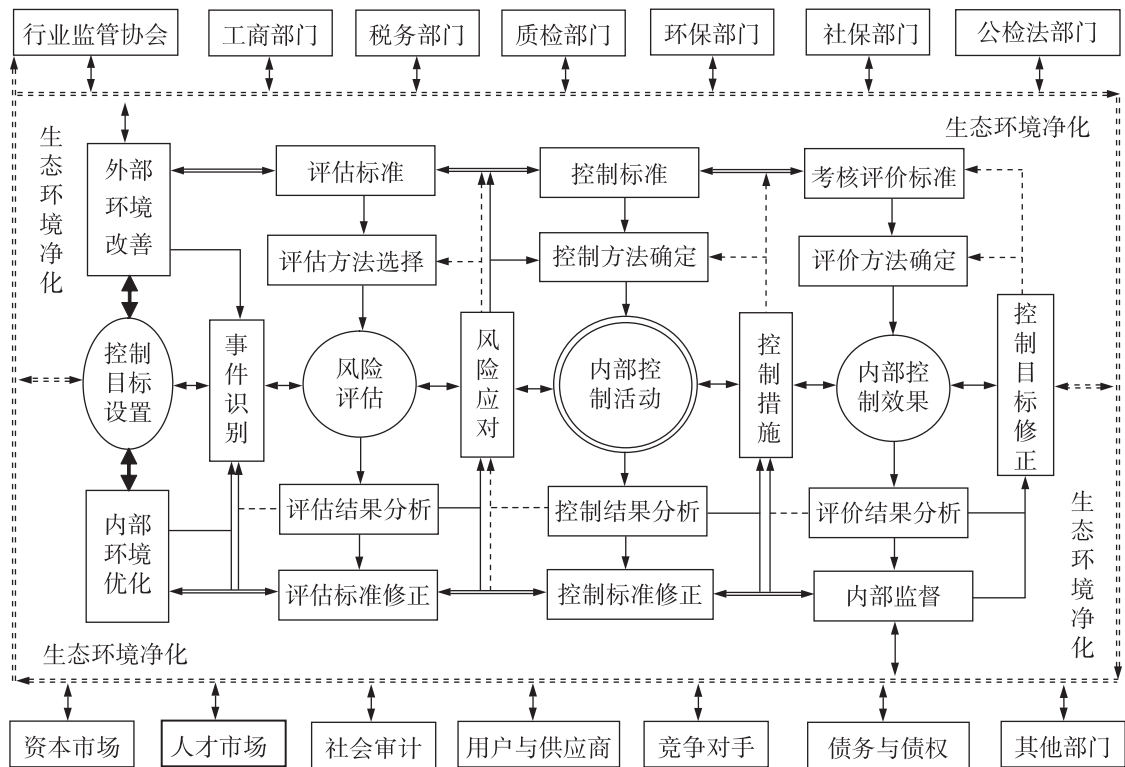 行业监管协会
工商部门
税务部门
质检部门
环保部门
社保部门
公检法部门
生态环境净化
生态环境净化
外部
环境
改善
评估标准
控制标准
考核评价标准
评估方法选择
控制方法确定
评价方法确定
控制
目标
设置
事件识别
风险
评估
风险应对
内部控
制活动
控制措施
内部控
制效果
控制目标修正
内部
环境
优化
评估结果分析
控制结果分析
评价结果分析
生态环境净化
评估标准修正
控制标准修正
内部监督
生态环境净化
资本市场
人才市场
社会审计
用户与供应商
竞争对手
债务与债权
其他部门